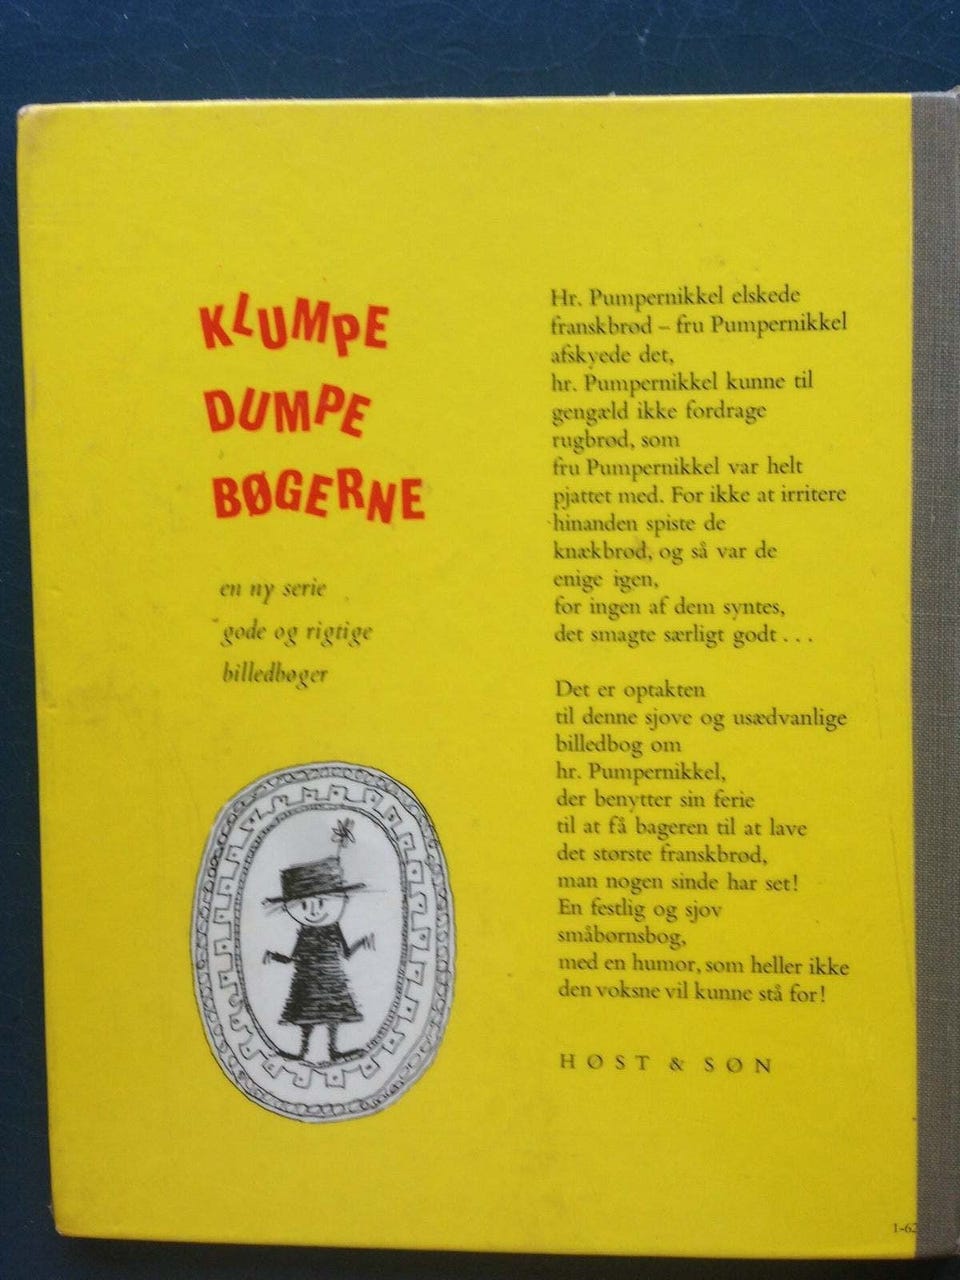 KLUMPE
DUMPE
BØGERNE
en ny serie
gode og rigtige
billedbøger
Hr. Pumpernikkel elskede
franskbrød – fru Pumpernikkel
afskyede det,
hr. Pumpernikkel kunne til
gengæld ikke fordrage
rugbrød, som
fru Pumpernikkel var helt
pjattet med. For ikke at irritere
hinanden spiste de
knækbrød, og så var de
enige igen,
for ingen af dem syntes,
det smagte særligt godt . . .
Det er optakten
til denne sjove og usædvanlige
billedbog om
hr. Pumpernikkel,
der benytter sin ferie
til at få bageren til at lave
det største franskbrød,
man nogen sinde har set!
En festlig og sjov
småbørnsbog,
med en humor, som heller ikke
den voksne vil kunne stå for!
HØST & SØN
1-62